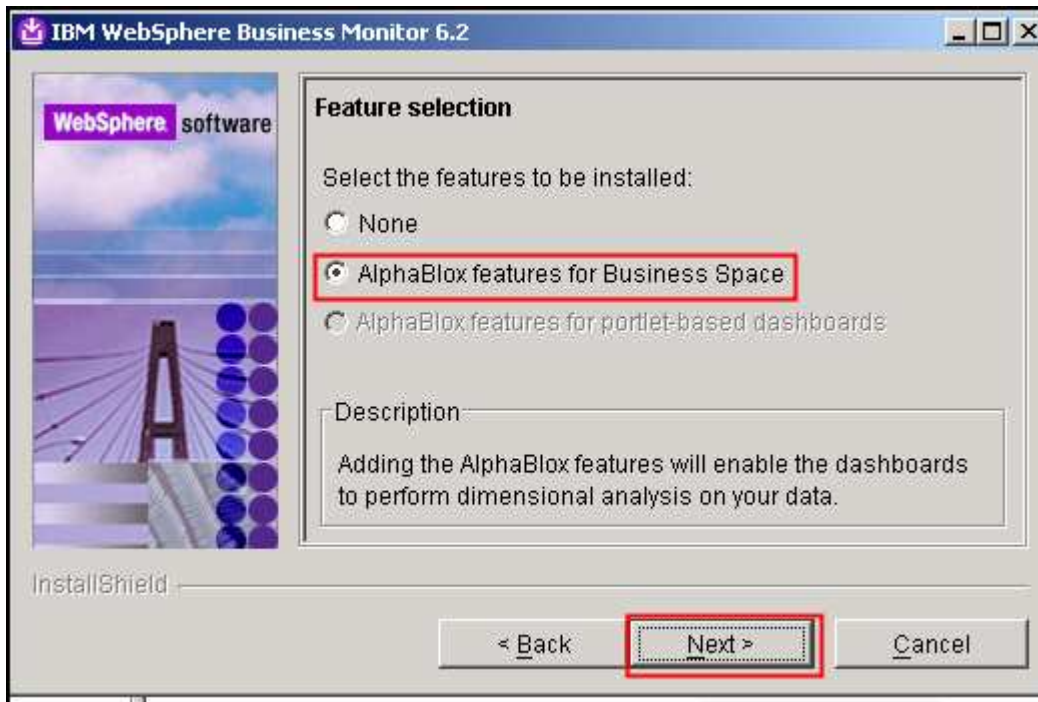 IBM WebSphere Business Monitor 6.2
WebSphere software
Feature selection
Select the features to be installed:
None
AlphaBlox features for Business Space
AlphaBlox features for portlet-based dashboards
Description
Adding the AlphaBlox features will enable the dashboards
to perform dimensional analysis on your data.
InstallShield
< Back
Next >
Cancel